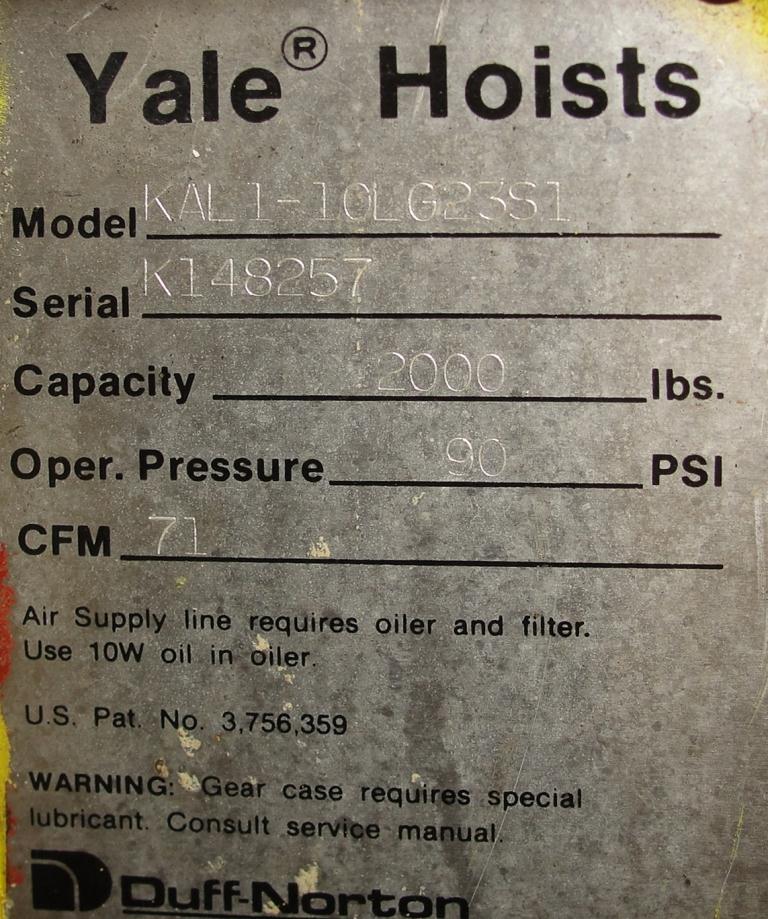 Yale® Hoists
Model KAL1-10LG23S1
Serial K148257
Capacity 2000 lbs.
Oper. Pressure 90 PSI
CFM 71
Air Supply line requires oiler and filter.
Use 10W oil in oiler.
U.S. Pat. No. 3,756,359
WARNING: Gear case requires special
lubricant. Consult service manual.
Duff-Norton